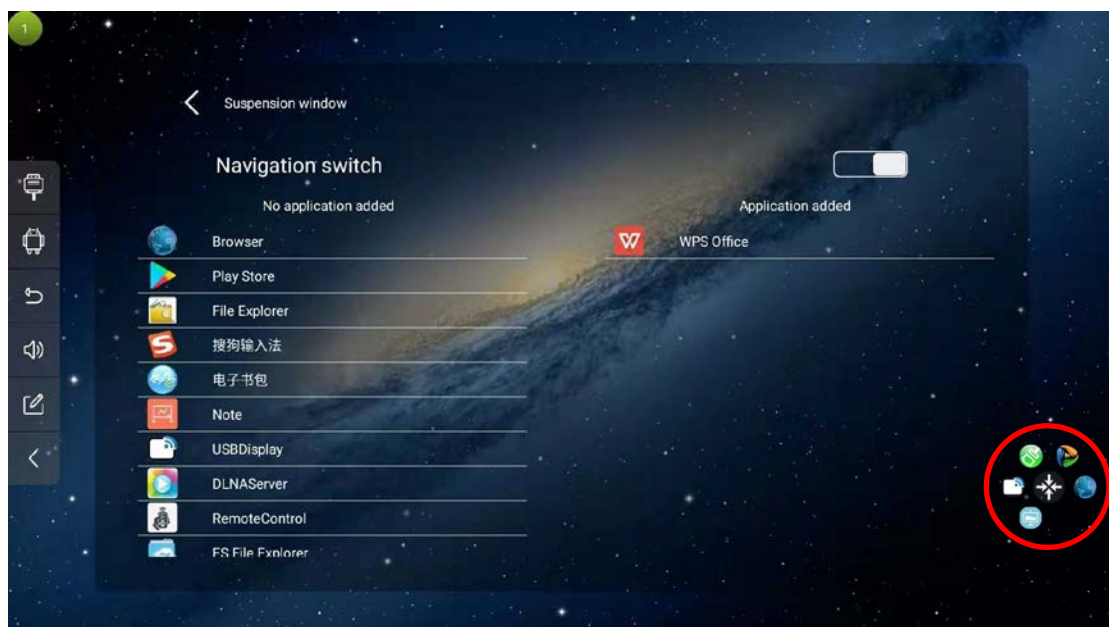 1
Suspension window
Navigation switch
No application added
Application added
Browser
WPS Office
Play Store
File Explorer
搜狗输入法
电子书包
Note
USBDisplay
DLNAServer
RemoteControl
ES File Explorer